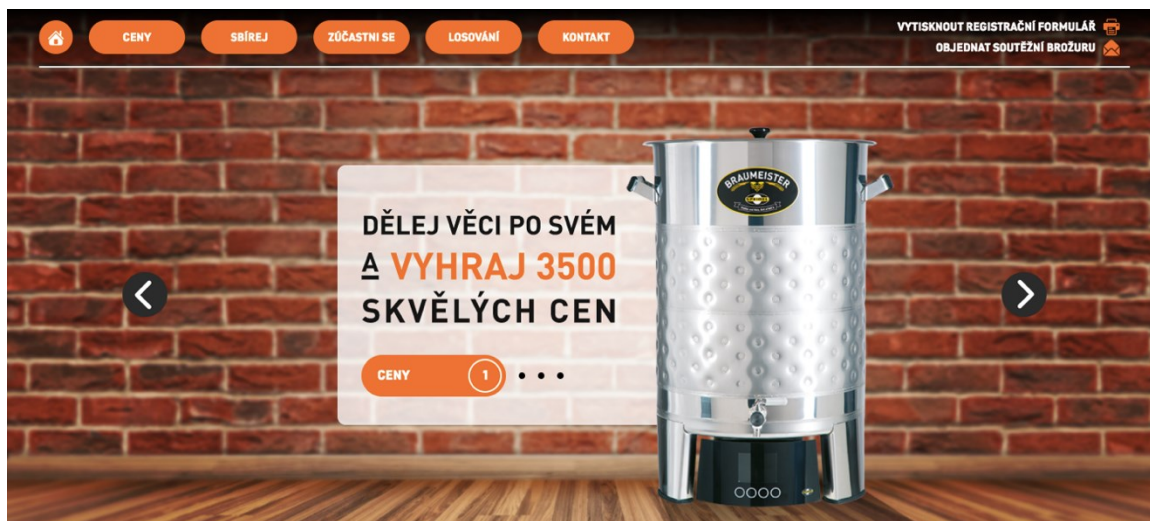 CENY
SBÍREJ
ZÚČASTNI SE
LOSOVÁNÍ
KONTAKT
VYTISKNOUT REGISTRAČNÍ FORMULÁŘ
OBJEDNAT SOUTĚŽNÍ BROŽURU
BRAUMEISTER
DĚLEJ VĚCI PO SVÉM
A VYHRAJ 3500
SKVĚLÝCH CEN
CENY 1